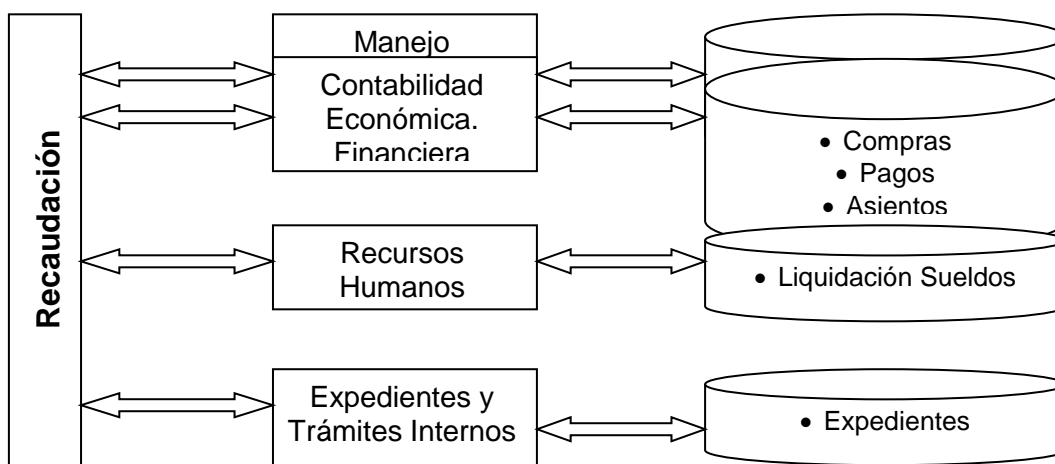 Recaudación
Manejo
Contabilidad
Económica.
Financiera
• Compras
• Pagos
• Asientos
Recursos
Humanos
• Liquidación Sueldos
Expedientes y
Trámites Internos
• Expedientes